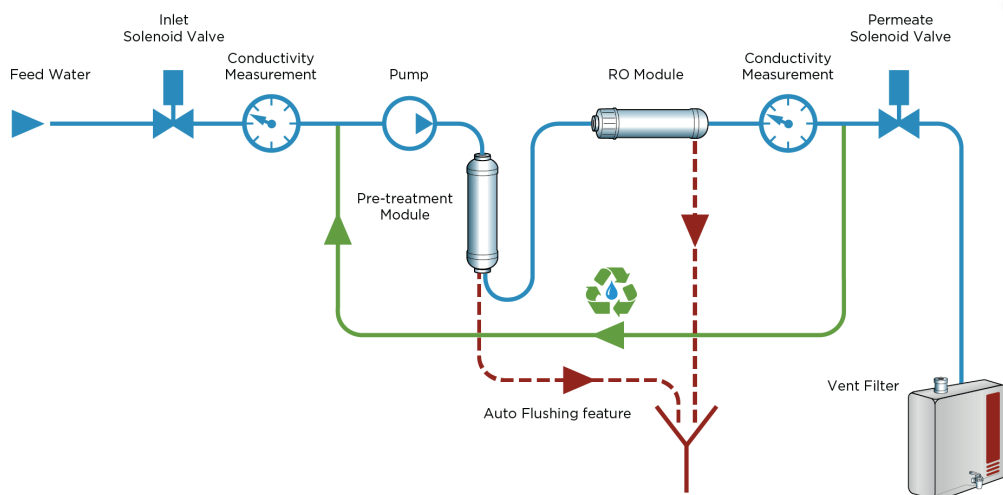 Inlet
Solenoid Valve
Permeate
Solenoid Valve
Feed Water
Conductivity
Measurement
Pump
RO Module
Conductivity
Measurement
Pre-treatment
Module
Vent Filter
Auto Flushing feature